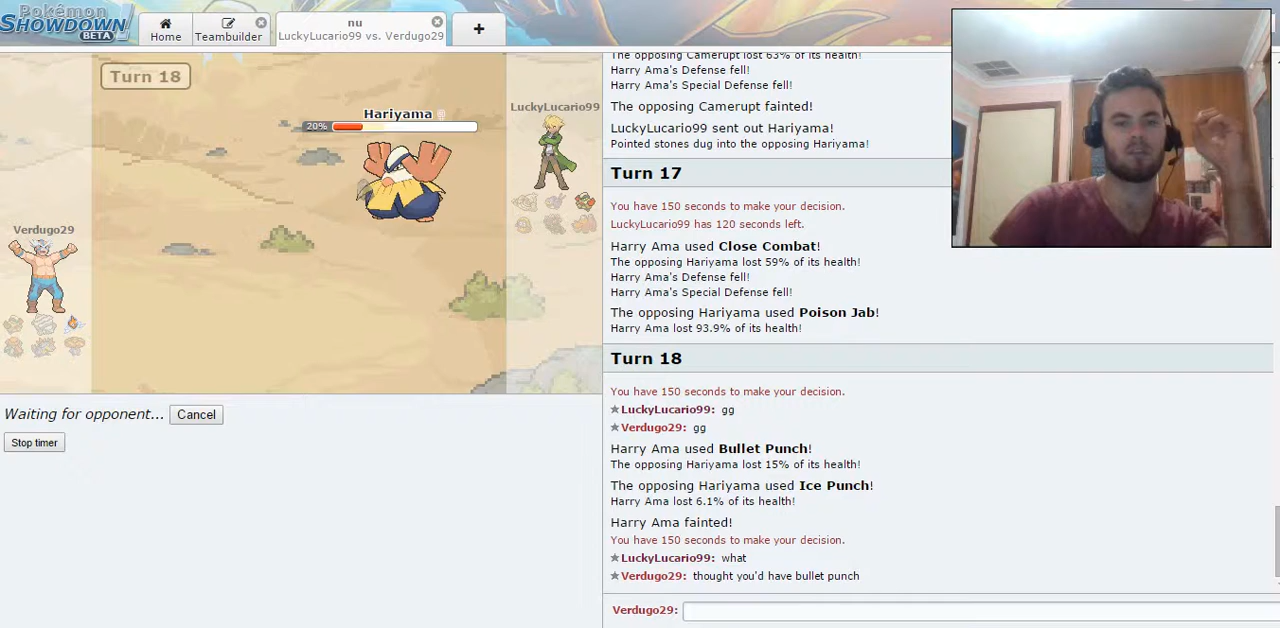 Pokémon
SHOWDOWN
BETA
Home
Teambuilder
nu
LuckyLucario99 vs. Verdugo29
+
Turn 18
Hariyama
20%
LuckyLucario99
Verdugo29
Waiting for opponent... Cancel
Stop timer
The opposing Camerupt lost 63% of its health!
Harry Ama's Defense fell!
Harry Ama's Special Defense fell!
The opposing Camerupt fainted!
LuckyLucario99 sent out Hariyama!
Pointed stones dug into the opposing Hariyama!
Turn 17
You have 150 seconds to make your decision.
LuckyLucario99 has 120 seconds left.
Harry Ama used Close Combat!
The opposing Hariyama lost 59% of its health!
Harry Ama's Defense fell!
Harry Ama's Special Defense fell!
The opposing Hariyama used Poison Jab!
Harry Ama lost 93.9% of its health!
Turn 18
You have 150 seconds to make your decision.
★LuckyLucario99: gg
★Verdugo29: gg
Harry Ama used Bullet Punch!
The opposing Hariyama lost 15% of its health!
The opposing Hariyama used Ice Punch!
Harry Ama lost 6.1% of its health!
Harry Ama fainted!
You have 150 seconds to make your decision.
★LuckyLucario99: what
★Verdugo29: thought you'd have bullet punch
Verdugo29: